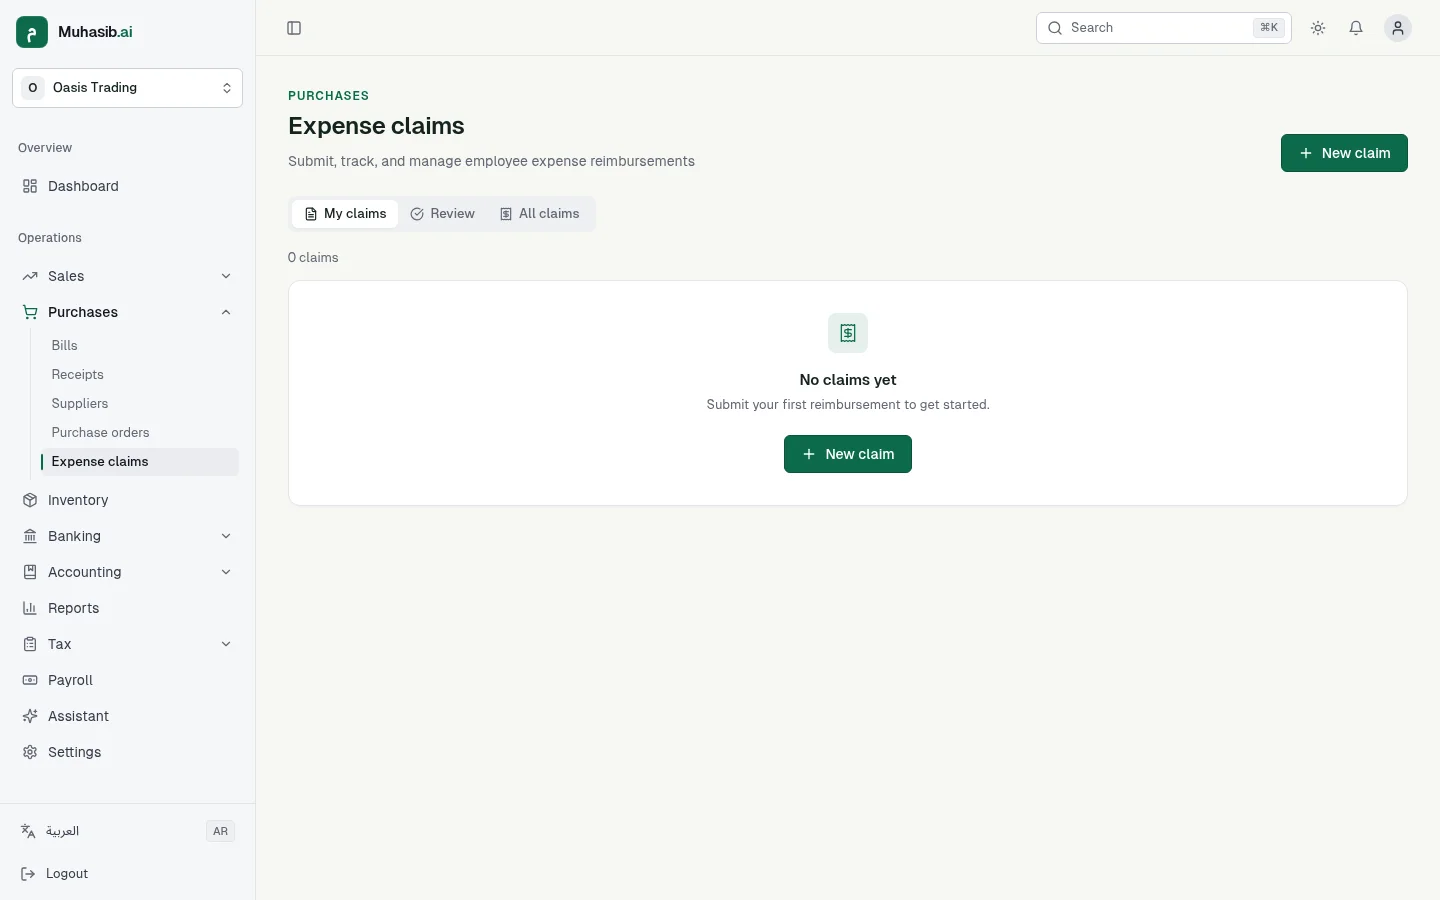 Muhasib.ai
O Oasis Trading
Overview
Dashboard
Operations
Sales
Purchases
Bills
Receipts
Suppliers
Purchase orders
Expense claims
Inventory
Banking
Accounting
Reports
Tax
Payroll
Assistant
Settings
العربية AR
Logout
Search ⌘K
PURCHASES
Expense claims
Submit, track, and manage employee expense reimbursements
New claim
My claims Review All claims
0 claims
No claims yet
Submit your first reimbursement to get started.
New claim